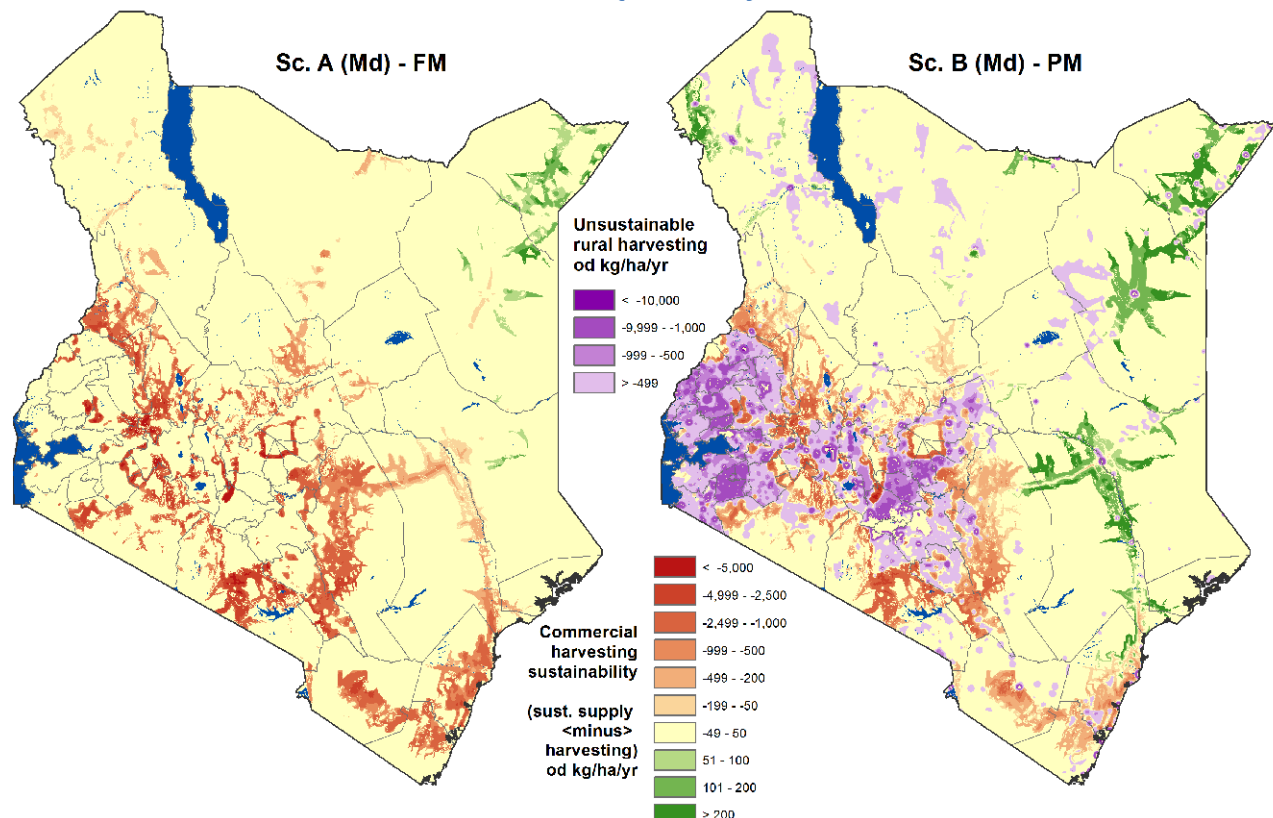 Sc. A (Md) - FM
Sc. B (Md) - PM
Unsustainable
rural harvesting
od kg/ha/yr
< -10,000
-9,999 - -1,000
-999 - -500
> -499
Commercial
harvesting
sustainability
(sust. supply
<minus>
harvesting)
od kg/ha/yr
< -5,000
-4,999 - -2,500
-2,499 - -1,000
-999 - -500
-499 - -200
-199 - -50
-49 - 50
51 - 100
101 - 200
> 200